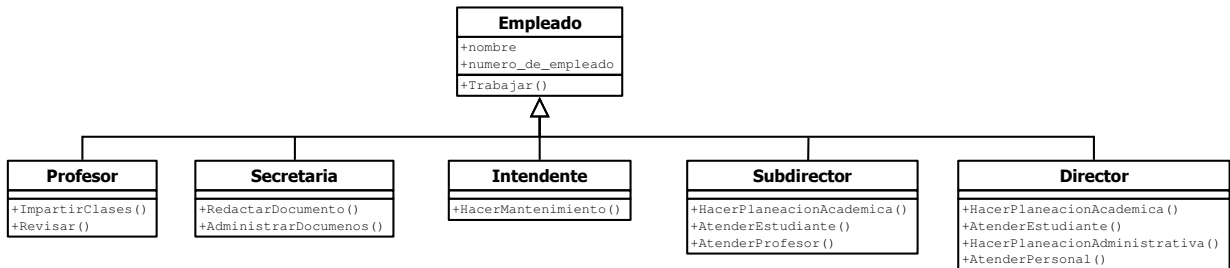 Empleado
+nombre
+numero_de_empleado
+Trabajar()
Profesor
+ImpartirClases()
+Revisar()
Secretaria
+RedactarDocumento()
+AdministrarDocumenos()
Intendente
+HacerMantenimiento()
Subdirector
+HacerPlaneacionAcademica()
+AtenderEstudiante()
+AtenderProfesor()
Director
+HacerPlaneacionAcademica()
+AtenderEstudiante()
+HacerPlaneacionAdministrativa()
+AtenderPersonal()